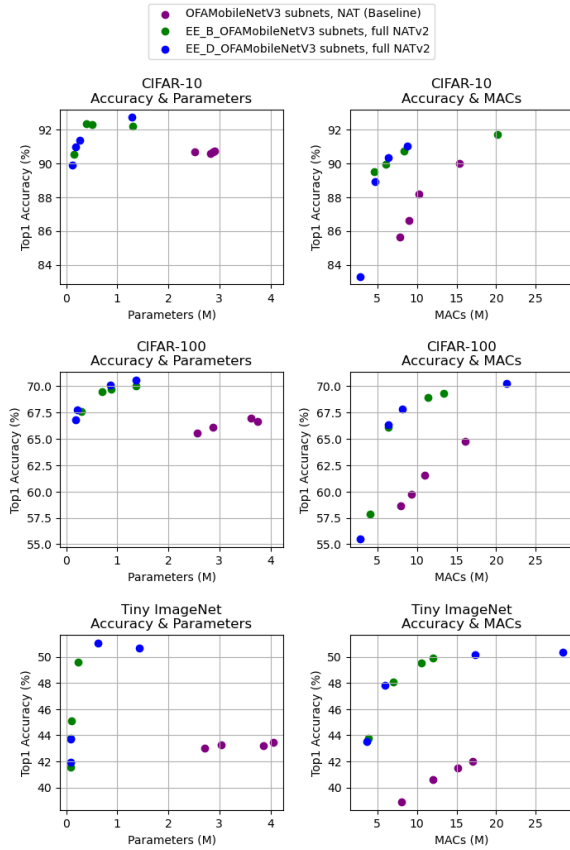 OFAMobileNetV3 subnets, NAT (Baseline)
EE_B_OFAMobileNetV3 subnets, full NATv2
EE_D_OFAMobileNetV3 subnets, full NATv2
CIFAR-10
Accuracy & Parameters
Top1 Accuracy (%)
92
90
88
86
84
0 1 2 3 4
Parameters (M)
CIFAR-10
Accuracy & MACs
Top1 Accuracy (%)
92
90
88
86
84
5 10 15 20 25
MACs (M)
CIFAR-100
Accuracy & Parameters
Top1 Accuracy (%)
70.0
67.5
65.0
62.5
60.0
57.5
55.0
0 1 2 3 4
Parameters (M)
CIFAR-100
Accuracy & MACs
Top1 Accuracy (%)
70.0
67.5
65.0
62.5
60.0
57.5
55.0
5 10 15 20 25
MACs (M)
Tiny ImageNet
Accuracy & Parameters
Top1 Accuracy (%)
50
48
46
44
42
40
0 1 2 3 4
Parameters (M)
Tiny ImageNet
Accuracy & MACs
Top1 Accuracy (%)
50
48
46
44
42
40
5 10 15 20 25
MACs (M)